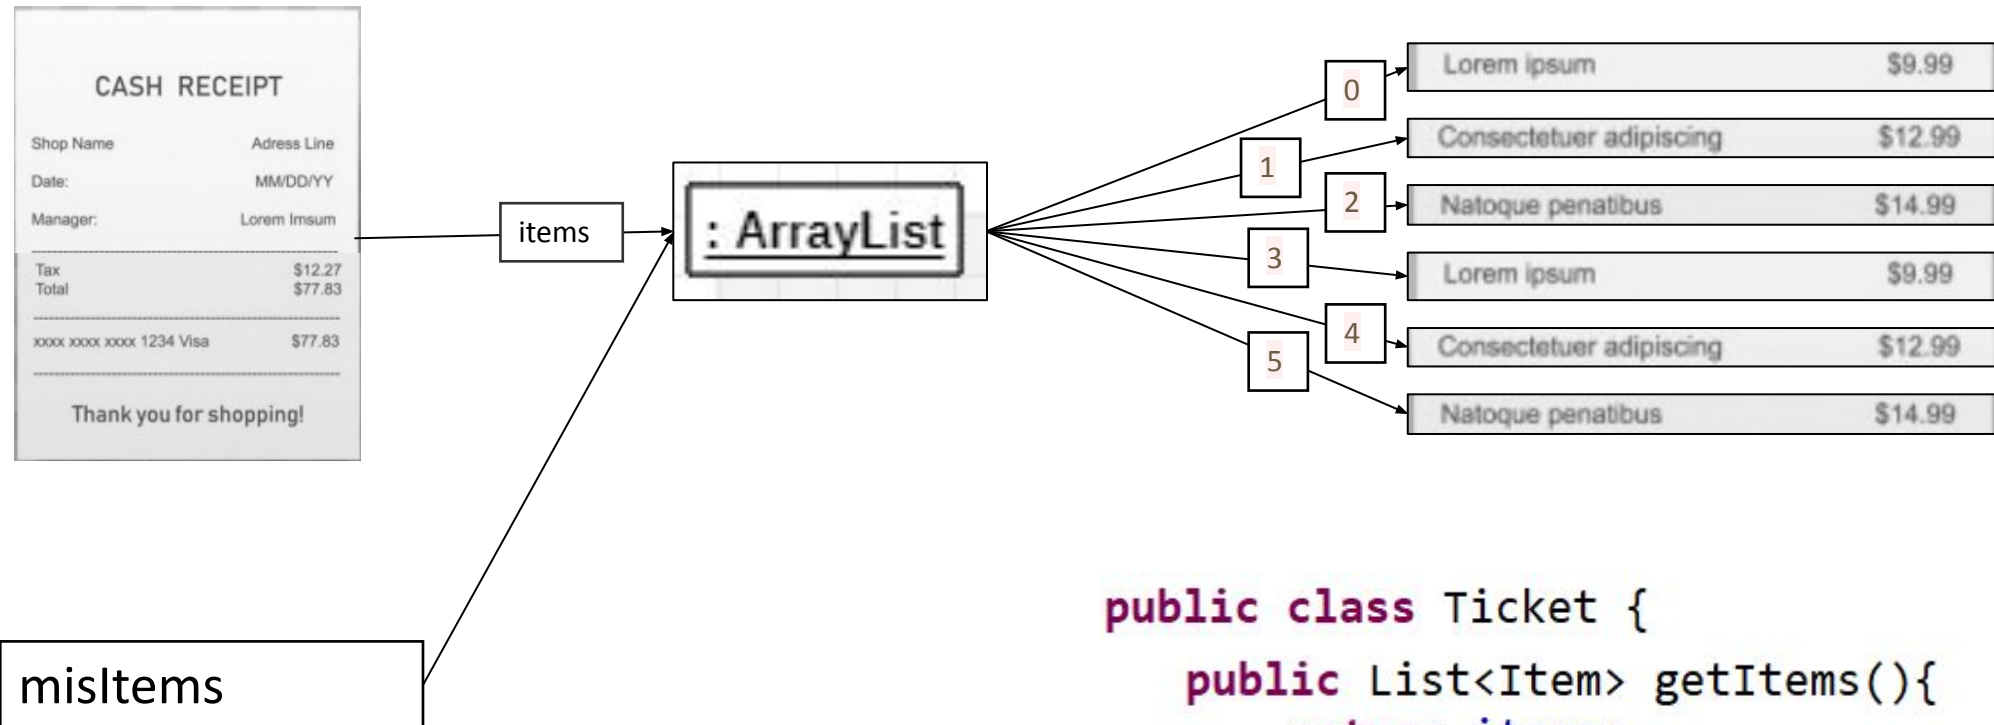 CASH RECEIPT
Shop Name Adress Line
Date: MM/DD/YY
Manager: Lorem Imsum
Tax $12.27
Total $77.83
xxxx xxxx xxxx 1234 Visa $77.83
Thank you for shopping!
items
: ArrayList
0
1
2
3
4
5
Lorem ipsum $9.99
Consectetuer adipiscing $12.99
Natoque penatibus $14.99
Lorem ipsum $9.99
Consectetuer adipiscing $12.99
Natoque penatibus $14.99
misItems
public class Ticket {
public List<Item> getItems(){